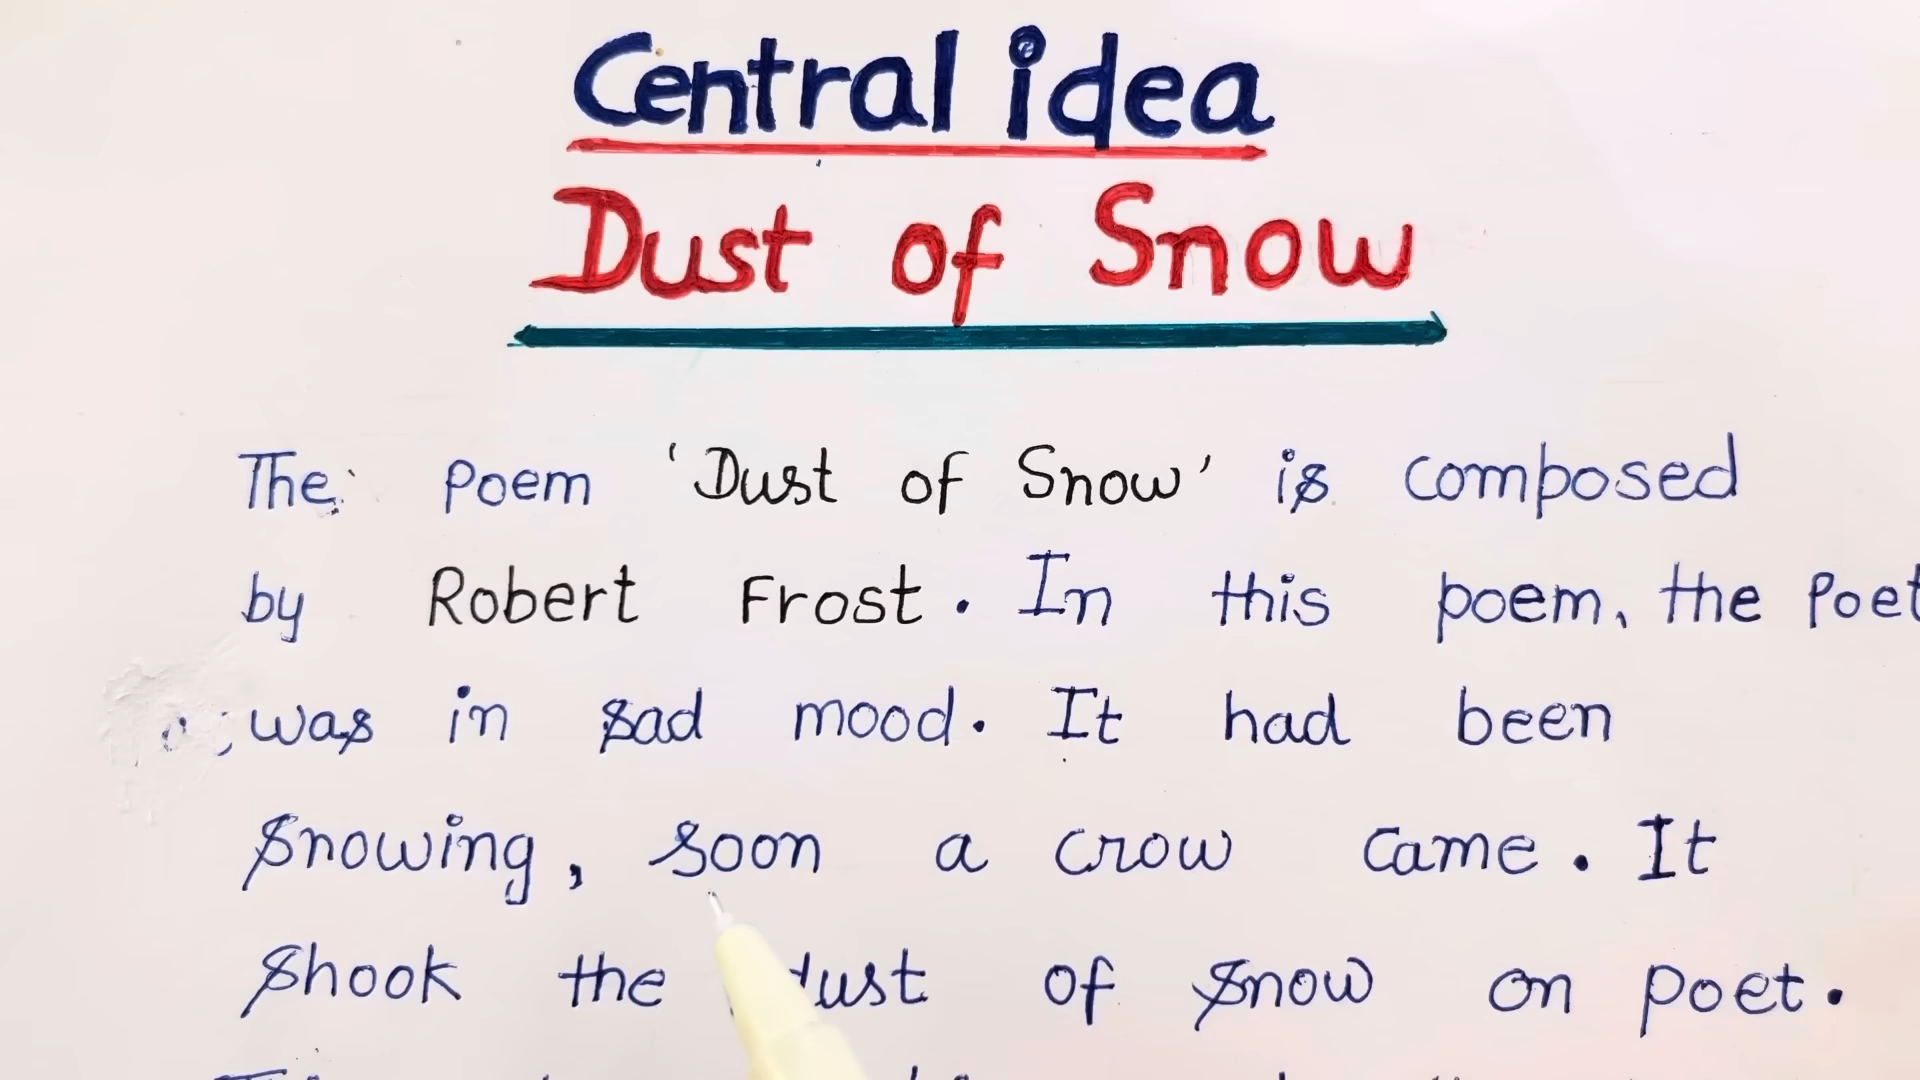 Central idea
Dust of Snow
The poem 'Dust of Snow' is composed
by Robert Frost. In this poem, the poet
was in sad mood. It had been
snowing, soon a crow came. It
shook the dust of snow on poet.